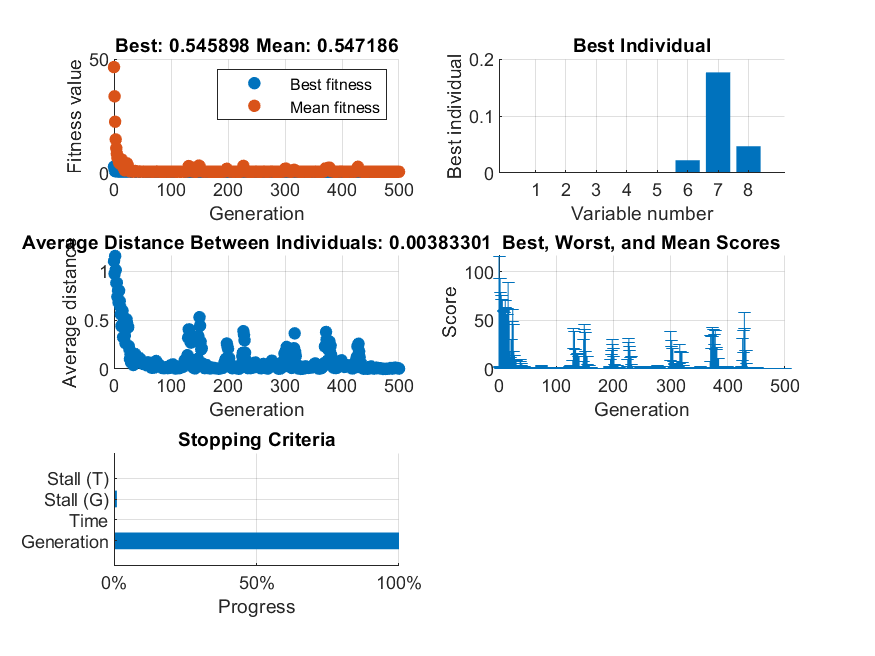 Best: 0.545898 Mean: 0.547186
Fitness value
50
0
Best fitness
Mean fitness
0 100 200 300 400 500
Generation
Best Individual
Best individual
0.2
0.1
0
1 2 3 4 5 6 7 8
Variable number
Average Distance Between Individuals: 0.00383301
Average distance
1
0.5
0
0 100 200 300 400 500
Generation
Best, Worst, and Mean Scores
Score
100
50
0
0 100 200 300 400 500
Generation
Stopping Criteria
Stall (T)
Stall (G)
Time
Generation
0% 50% 100%
Progress